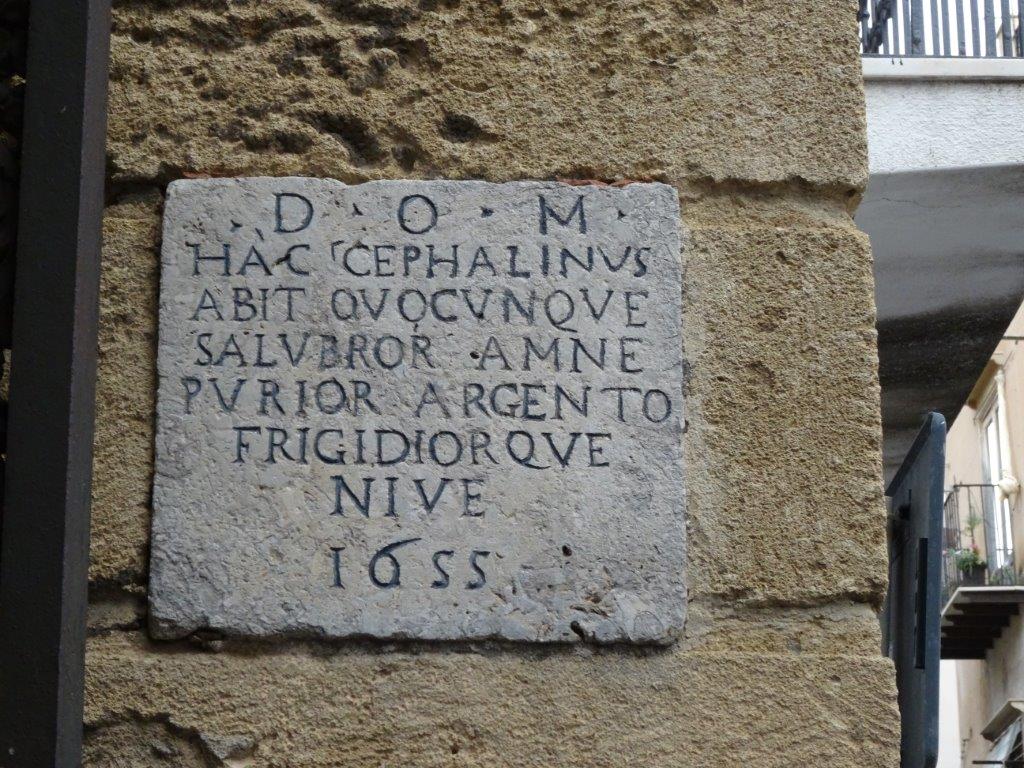 · D · O · M ·
HAC CEPHALINVS
ABIT QVOCVNQVE
SALVBROR AMNE
PVRIOR ARGENTO
FRIGIDIORQVE
NIVE
1655